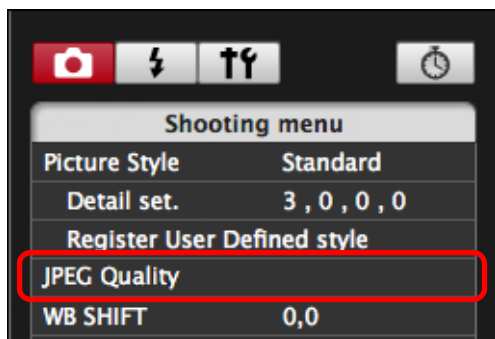 Shooting menu
Picture Style Standard
Detail set. 3 , 0 , 0 , 0
Register User Defined style
JPEG Quality
WB SHIFT 0,0